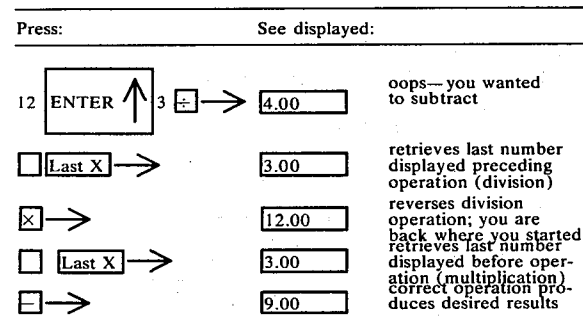 Press: See displayed:
12 ENTER ↑ 3 ÷ → 4.00 oops—you wanted
to subtract
Last X → 3.00 retrieves last number
displayed preceding
operation (division)
× → 12.00 reverses division
operation; you are
back where you started
Last X → 3.00 retrieves last number
displayed before oper-
ation (multiplication)
− → 9.00 correct operation pro-
duces desired results